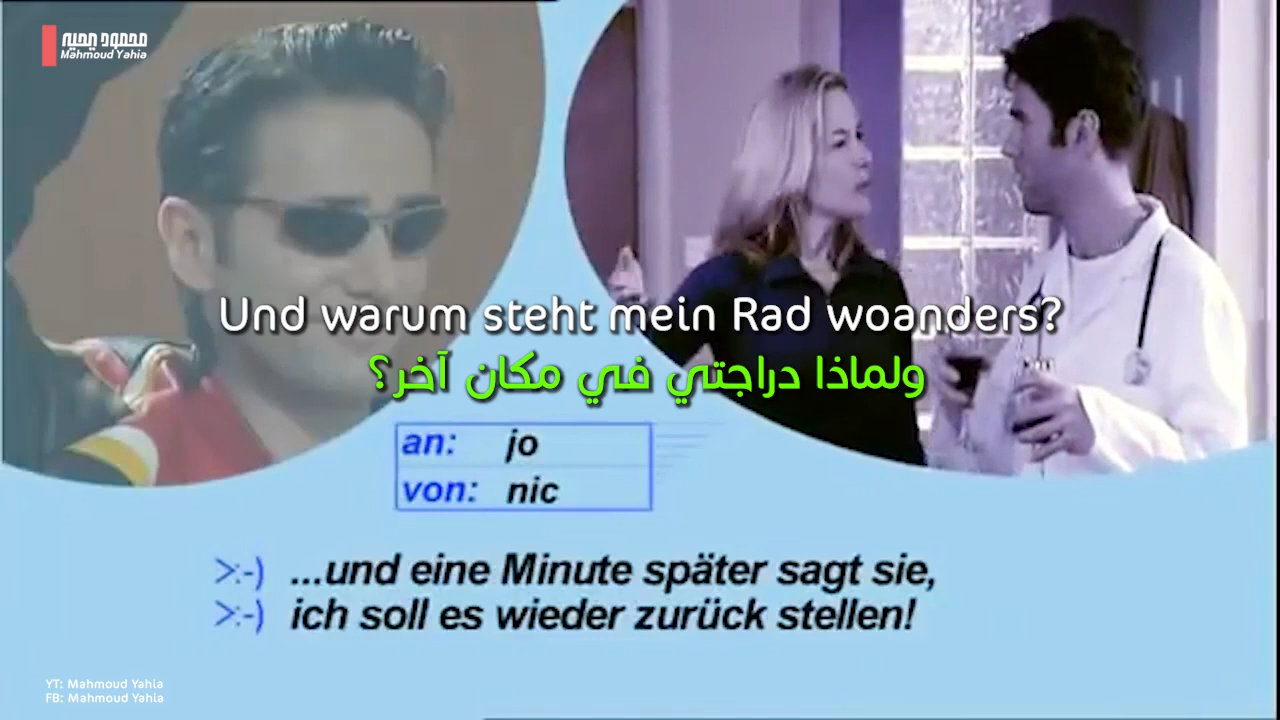 محمود يحيى
Mahmoud Yahia
Und warum steht mein Rad woanders?
ولماذا دراجتي في مكان آخر؟
an: jo
von: nic
>:-) ...und eine Minute später sagt sie,
>:-) ich soll es wieder zurück stellen!
YT: Mahmoud Yahia
FB: Mahmoud Yahia